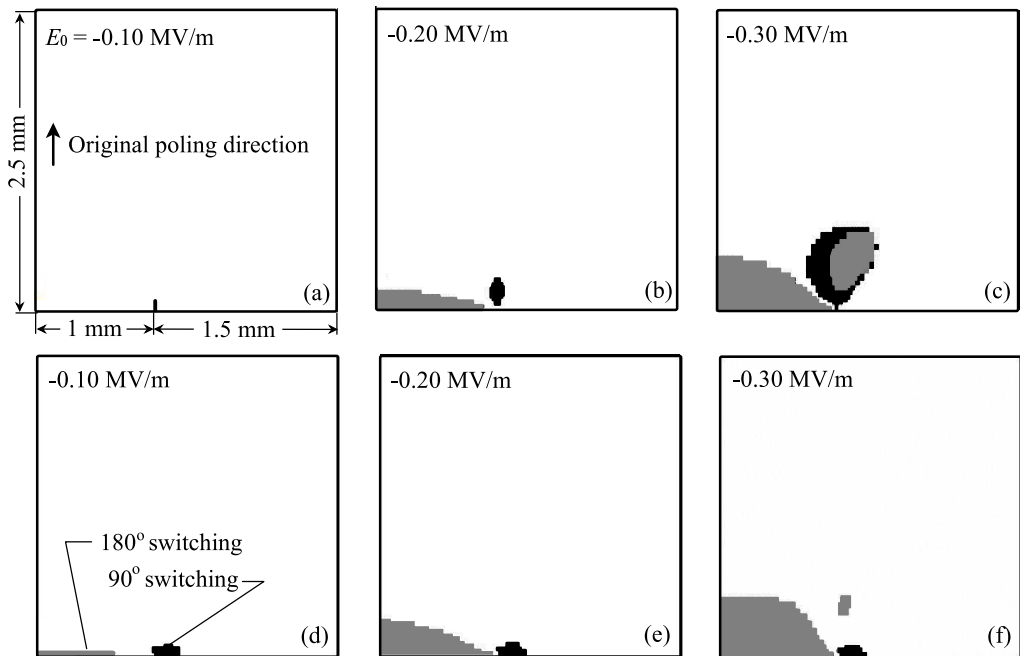 E₀ = -0.10 MV/m
Original poling direction
2.5 mm
(a)
1 mm
1.5 mm
-0.20 MV/m
(b)
-0.30 MV/m
(c)
-0.10 MV/m
180° switching
90° switching
(d)
-0.20 MV/m
(e)
-0.30 MV/m
(f)